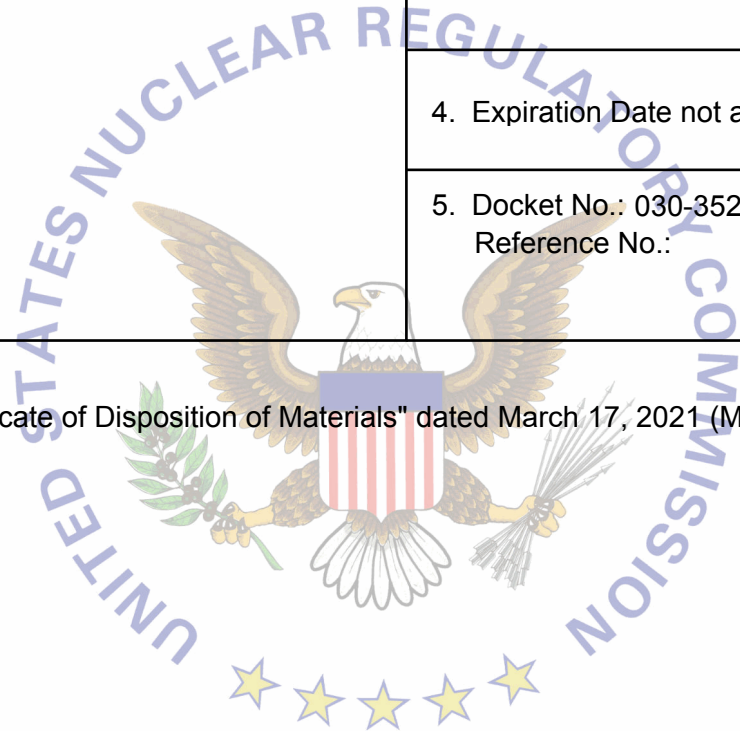 UNITED STATES NUCLEAR REGULATORY COMMISSION
4. Expiration Date not a
5. Docket No.: 030-352
Reference No.:
cate of Disposition of Materials" dated March 17, 2021 (M